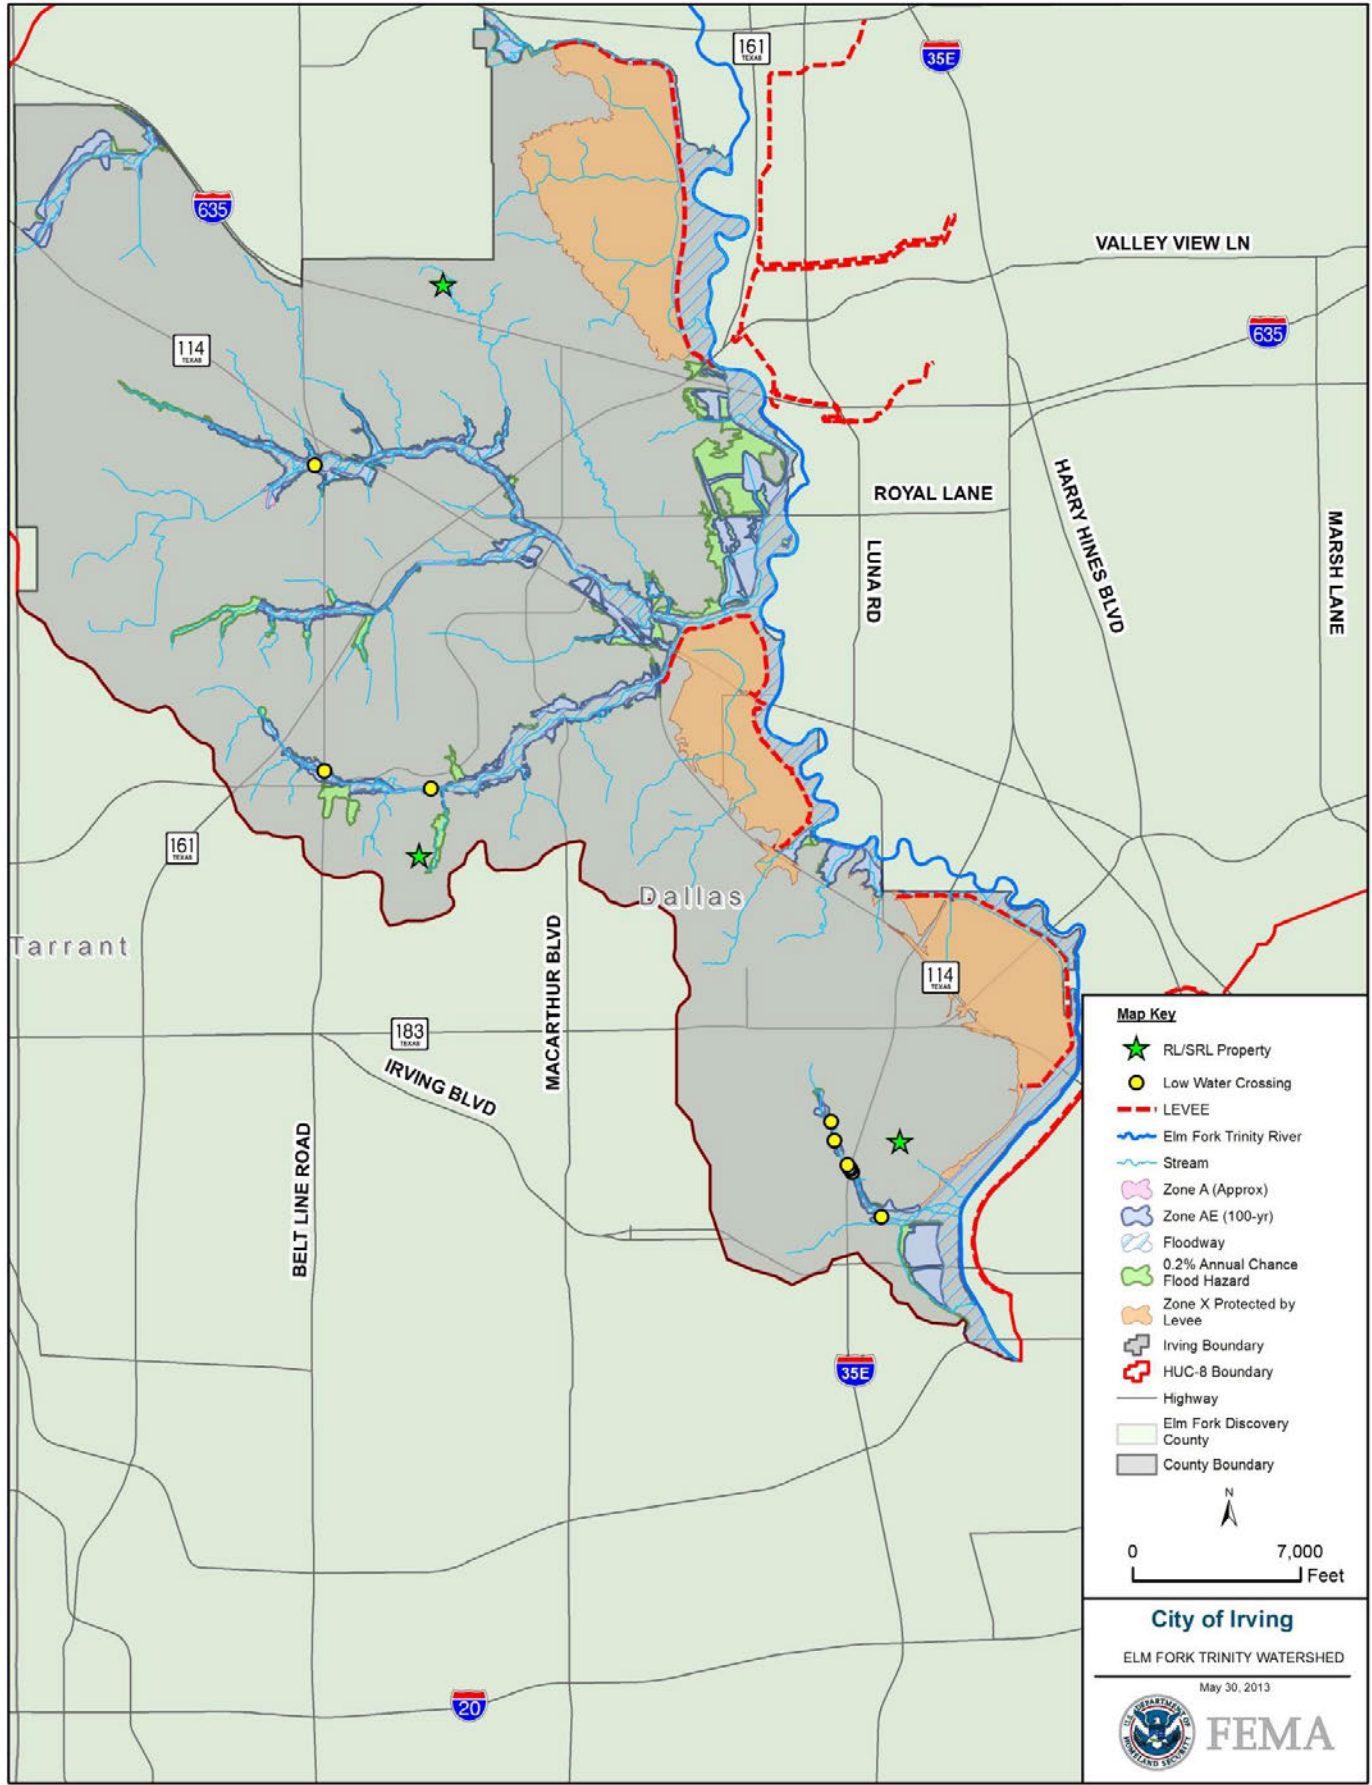 161
TEXAS
35E
635
VALLEY VIEW LN
635
114
TEXAS
ROYAL LANE
HARRY HINES BLVD
MARSH LANE
LUNA RD
161
TEXAS
Dallas
Tarrant
114
TEXAS
MACARTHUR BLVD
183
TEXAS
IRVING BLVD
BELT LINE ROAD
35E
20
Map Key
RL/SRL Property
Low Water Crossing
LEVEE
Elm Fork Trinity River
Stream
Zone A (Approx)
Zone AE (100-yr)
Floodway
0.2% Annual Chance
Flood Hazard
Zone X Protected by
Levee
Irving Boundary
HUC-8 Boundary
Highway
Elm Fork Discovery
County
County Boundary
N
0 7,000
Feet
City of Irving
ELM FORK TRINITY WATERSHED
May 30, 2013
U.S. DEPARTMENT OF
HOMELAND SECURITY
FEMA